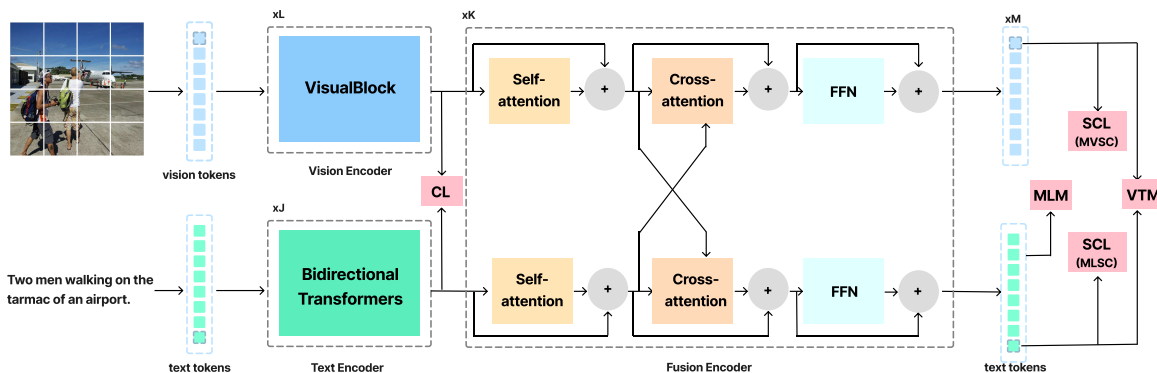 xL
xK
xM
VisualBlock
Self-
attention
+
Cross-
attention
+
FFN
+
SCL
(MVSC)
vision tokens
Vision Encoder
CL
MLM
VTM
xJ
Two men walking on the
tarmac of an airport.
Bidirectional
Transformers
Self-
attention
+
Cross-
attention
+
FFN
+
SCL
(MLSC)
text tokens
Text Encoder
Fusion Encoder
text tokens